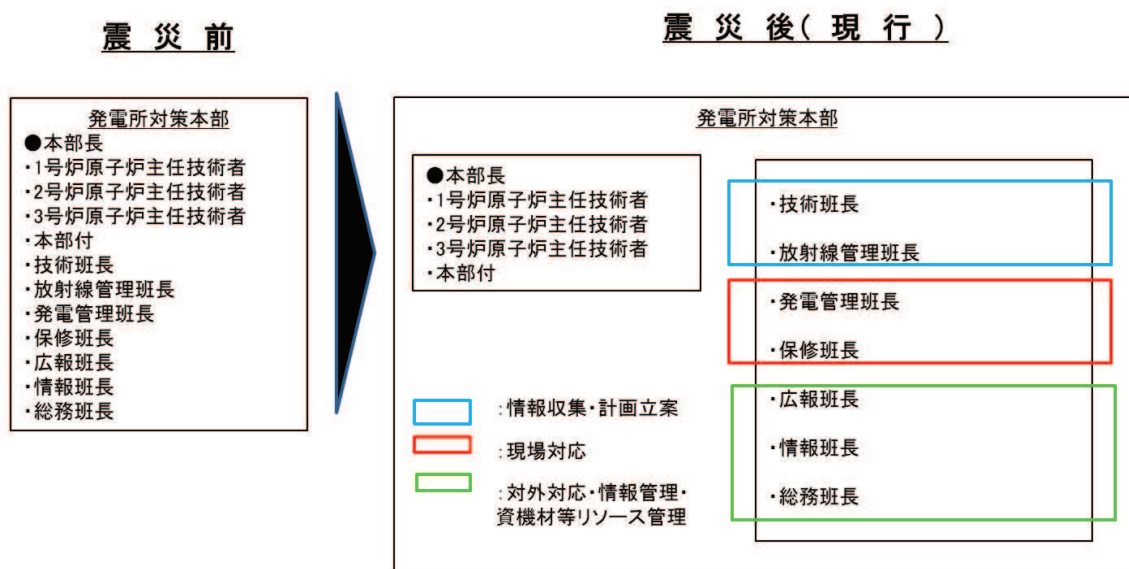 震災前
発電所対策本部
●本部長
・1号炉原子炉主任技術者
・2号炉原子炉主任技術者
・3号炉原子炉主任技術者
・本部付
・技術班長
・放射線管理班長
・発電管理班長
・保修班長
・広報班長
・情報班長
・総務班長
震災後(現行)
発電所対策本部
●本部長
・1号炉原子炉主任技術者
・2号炉原子炉主任技術者
・3号炉原子炉主任技術者
・本部付
・技術班長
・放射線管理班長
・発電管理班長
・保修班長
・広報班長
・情報班長
・総務班長
:情報収集・計画立案
:現場対応
:対外対応・情報管理・
資機材等リソース管理